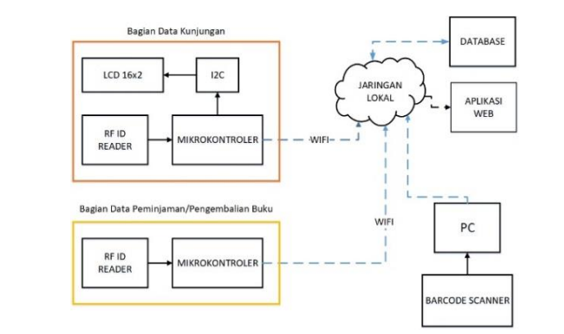 Bagian Data Kunjungan
LCD 16x2
I2C
RF ID
READER
MIKROKONTROLER
WIFI
JARINGAN
LOKAL
DATABASE
APLIKASI
WEB
Bagian Data Peminjaman/Pengembalian Buku
RF ID
READER
MIKROKONTROLER
WIFI
PC
BARCODE SCANNER